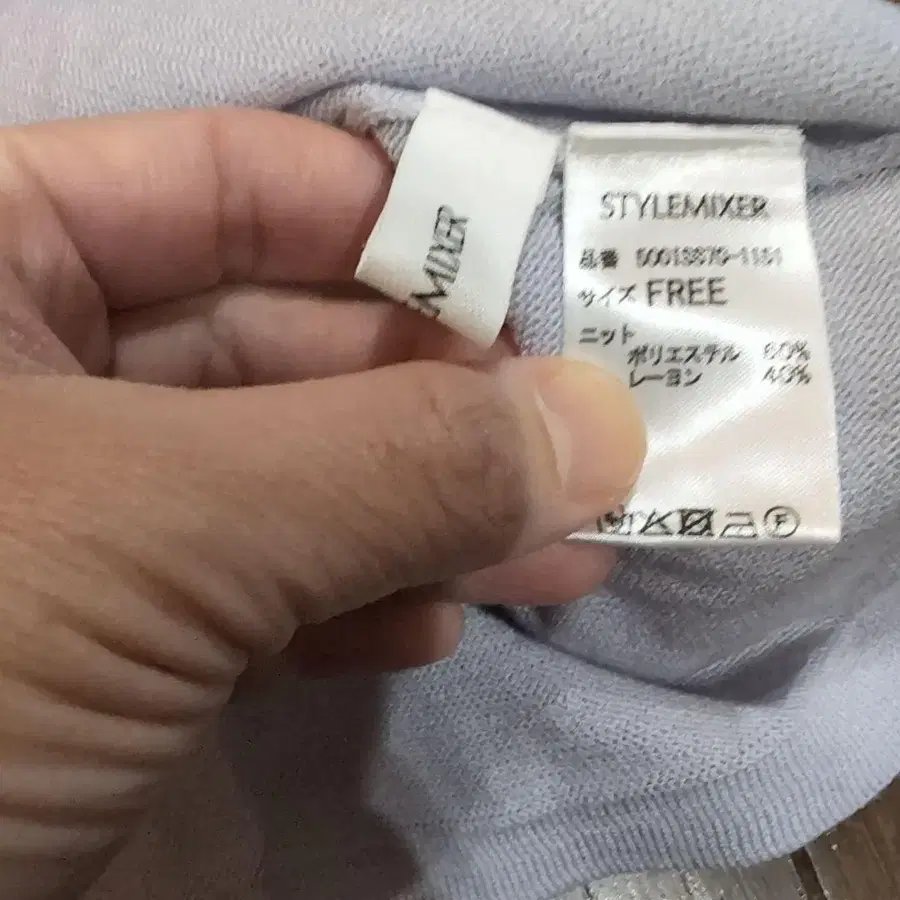 MIXER
STYLEMIXER
品番 50013879-1151
サイズ FREE
ニット
ポリエステル 60%
レーヨン 40%
F